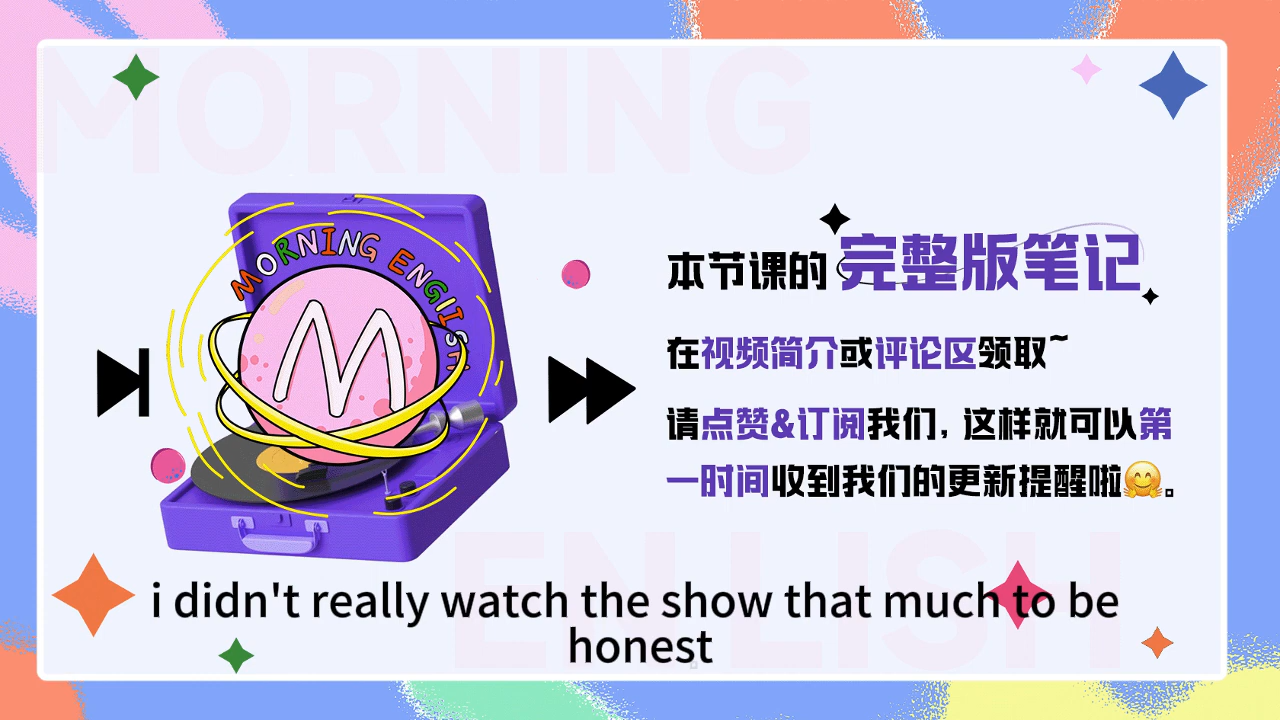 MORNING
MORNING ENGLISH
M
本节课的 完整版笔记
在视频简介或评论区领取~
请点赞&订阅我们, 这样就可以第
一时间收到我们的更新提醒啦🤗。
ENLISH
i didn't really watch the show that much to be
honest